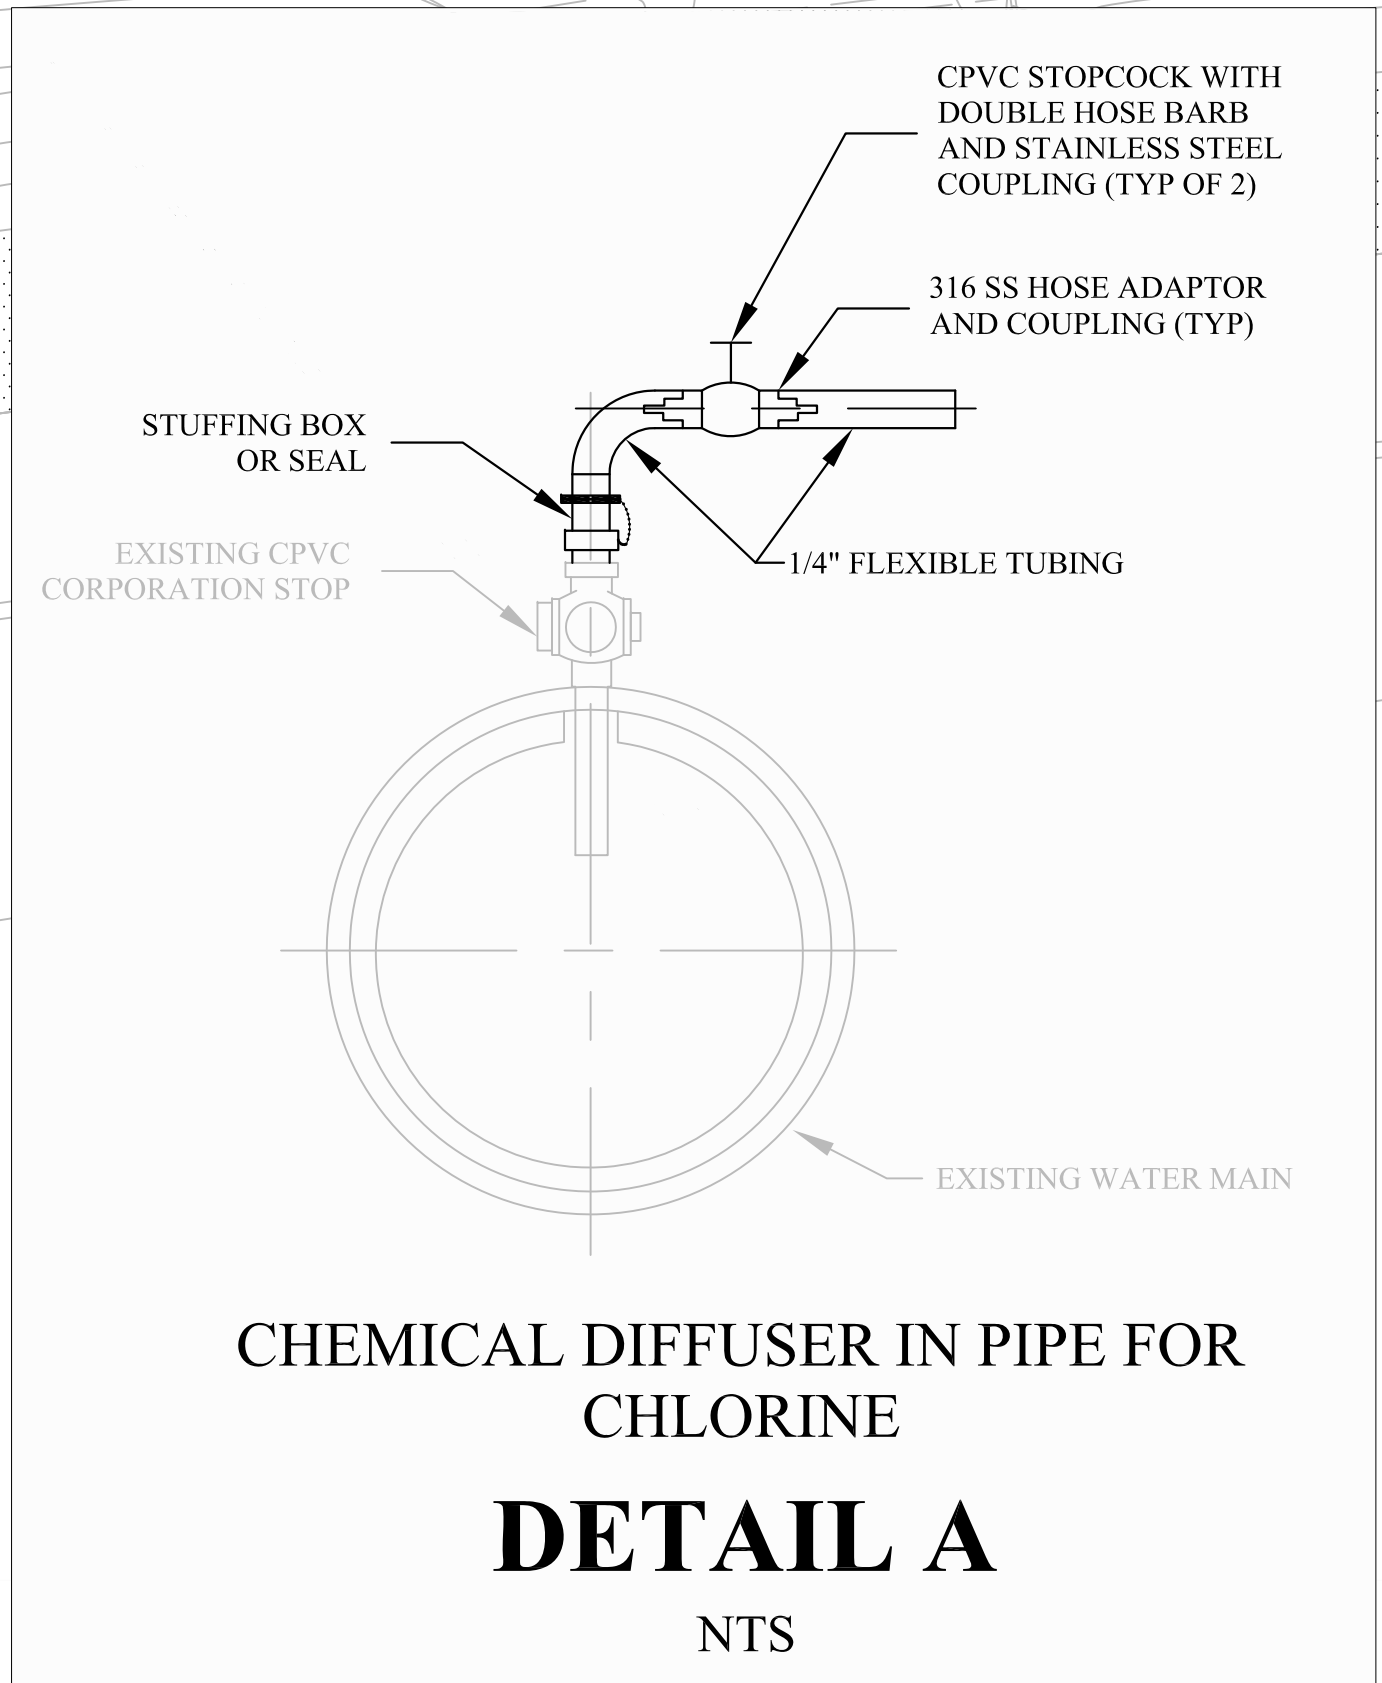 CPVC STOPCOCK WITH
DOUBLE HOSE BARB
AND STAINLESS STEEL
COUPLING (TYP OF 2)
316 SS HOSE ADAPTOR
AND COUPLING (TYP)
STUFFING BOX
OR SEAL
EXISTING CPVC
CORPORATION STOP
1/4" FLEXIBLE TUBING
EXISTING WATER MAIN
CHEMICAL DIFFUSER IN PIPE FOR
CHLORINE
DETAIL A
NTS